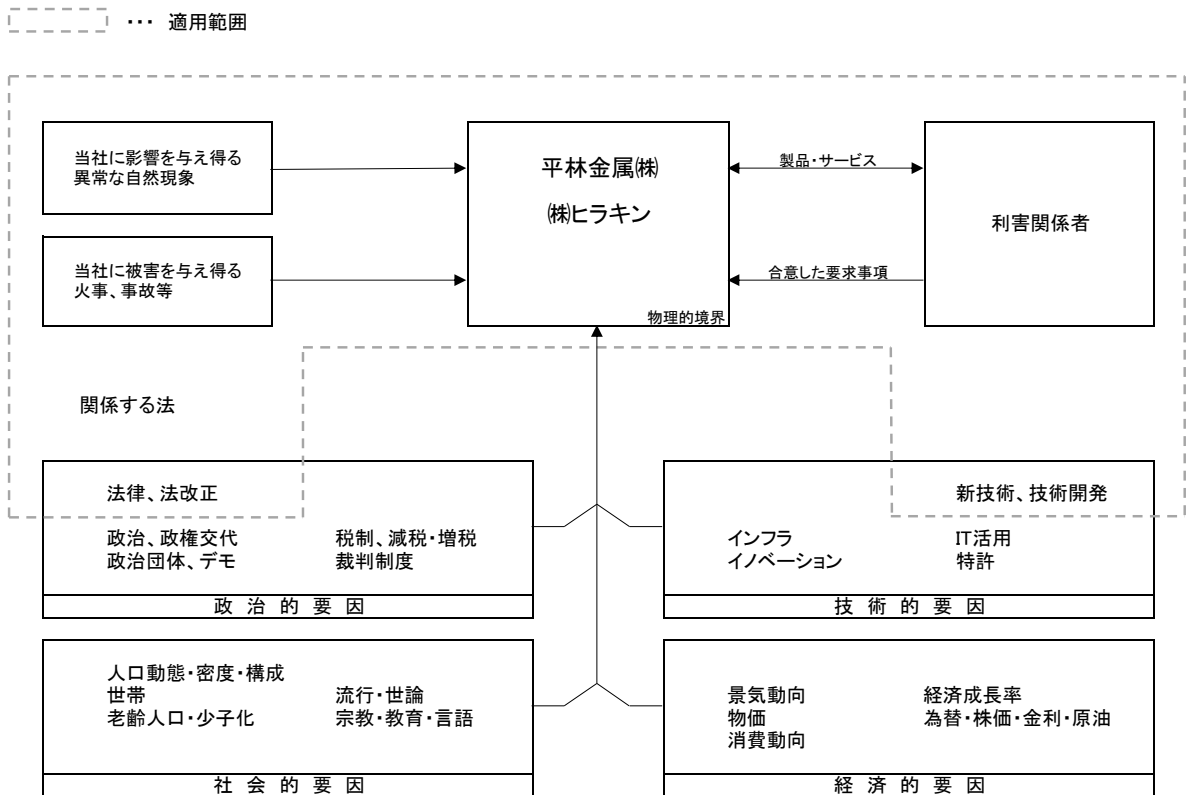 ・・・ 適用範囲
当社に影響を与え得る
異常な自然現象
当社に被害を与え得る
火事、事故等
平林金属㈱
㈱ヒラキン
物理的境界
製品・サービス
合意した要求事項
利害関係者
関係する法
法律、法改正
政治、政権交代
政治団体、デモ
税制、減税・増税
裁判制度
政治的要因
新技術、技術開発
インフラ
イノベーション
IT活用
特許
技術的要因
人口動態・密度・構成
世帯
老齢人口・少子化
流行・世論
宗教・教育・言語
社会的要因
景気動向
物価
消費動向
経済成長率
為替・株価・金利・原油
経済的要因